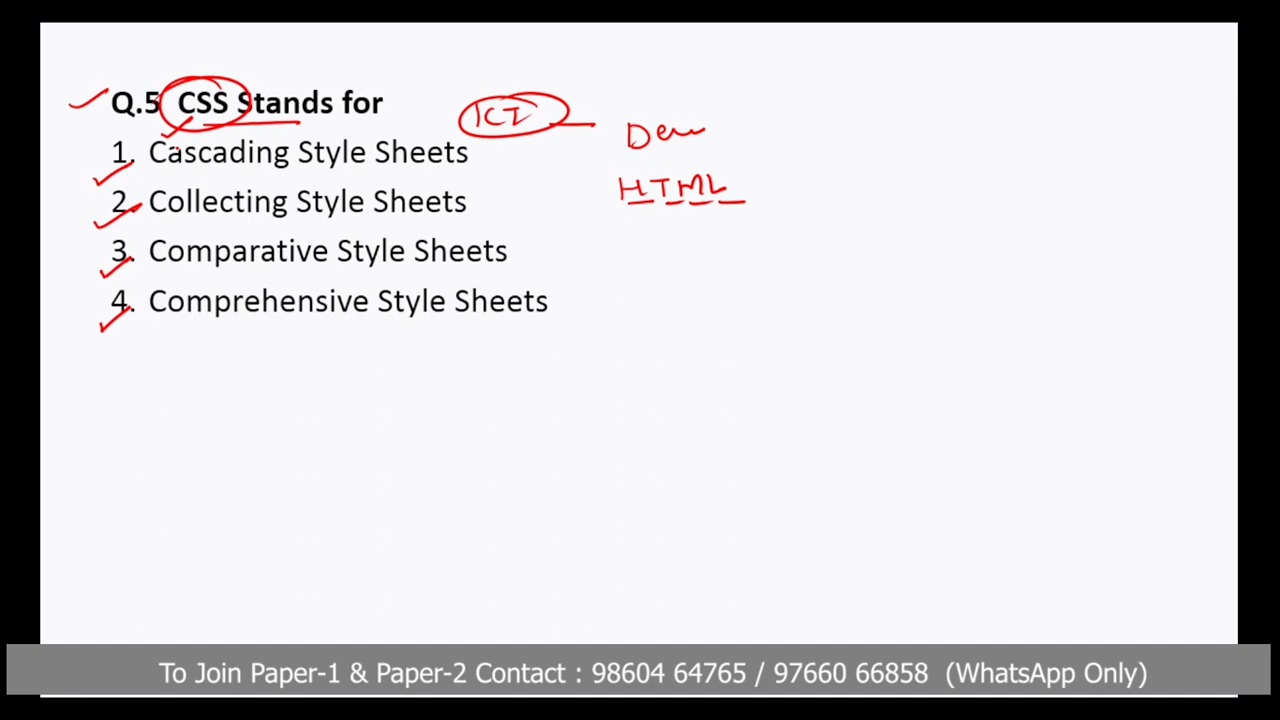 Q.5 CSS Stands for
ICT
1. Cascading Style Sheets
2. Collecting Style Sheets
3. Comparative Style Sheets
4. Comprehensive Style Sheets
HTML
To Join Paper-1 & Paper-2 Contact : 98604 64765 / 97660 66858 (WhatsApp Only)